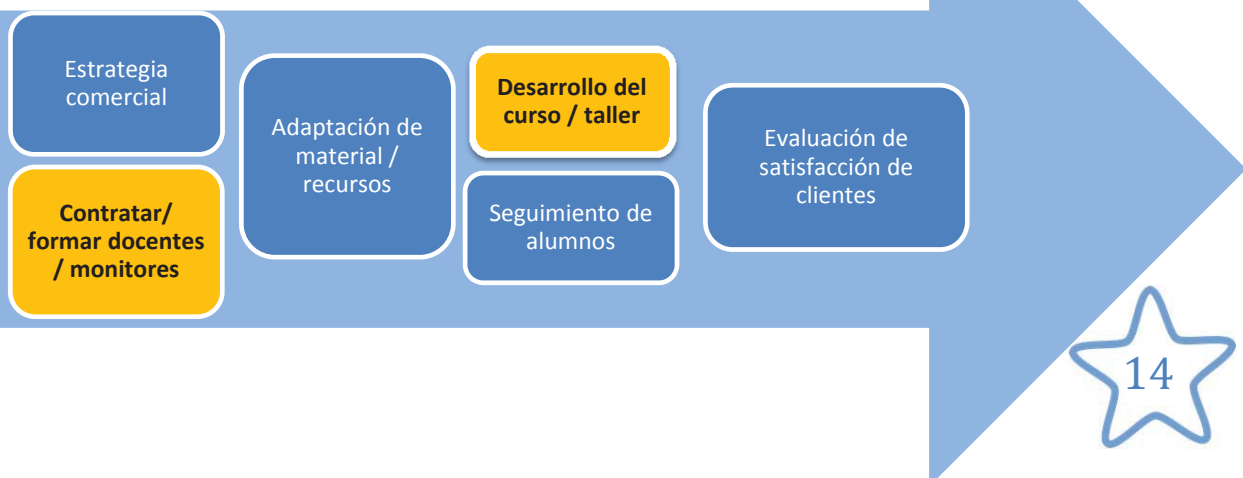 Estrategia
comercial
Contratar/
formar docentes
/ monitores
Adaptación de
material /
recursos
Desarrollo del
curso / taller
Seguimiento de
alumnos
Evaluación de
satisfacción de
clientes
14